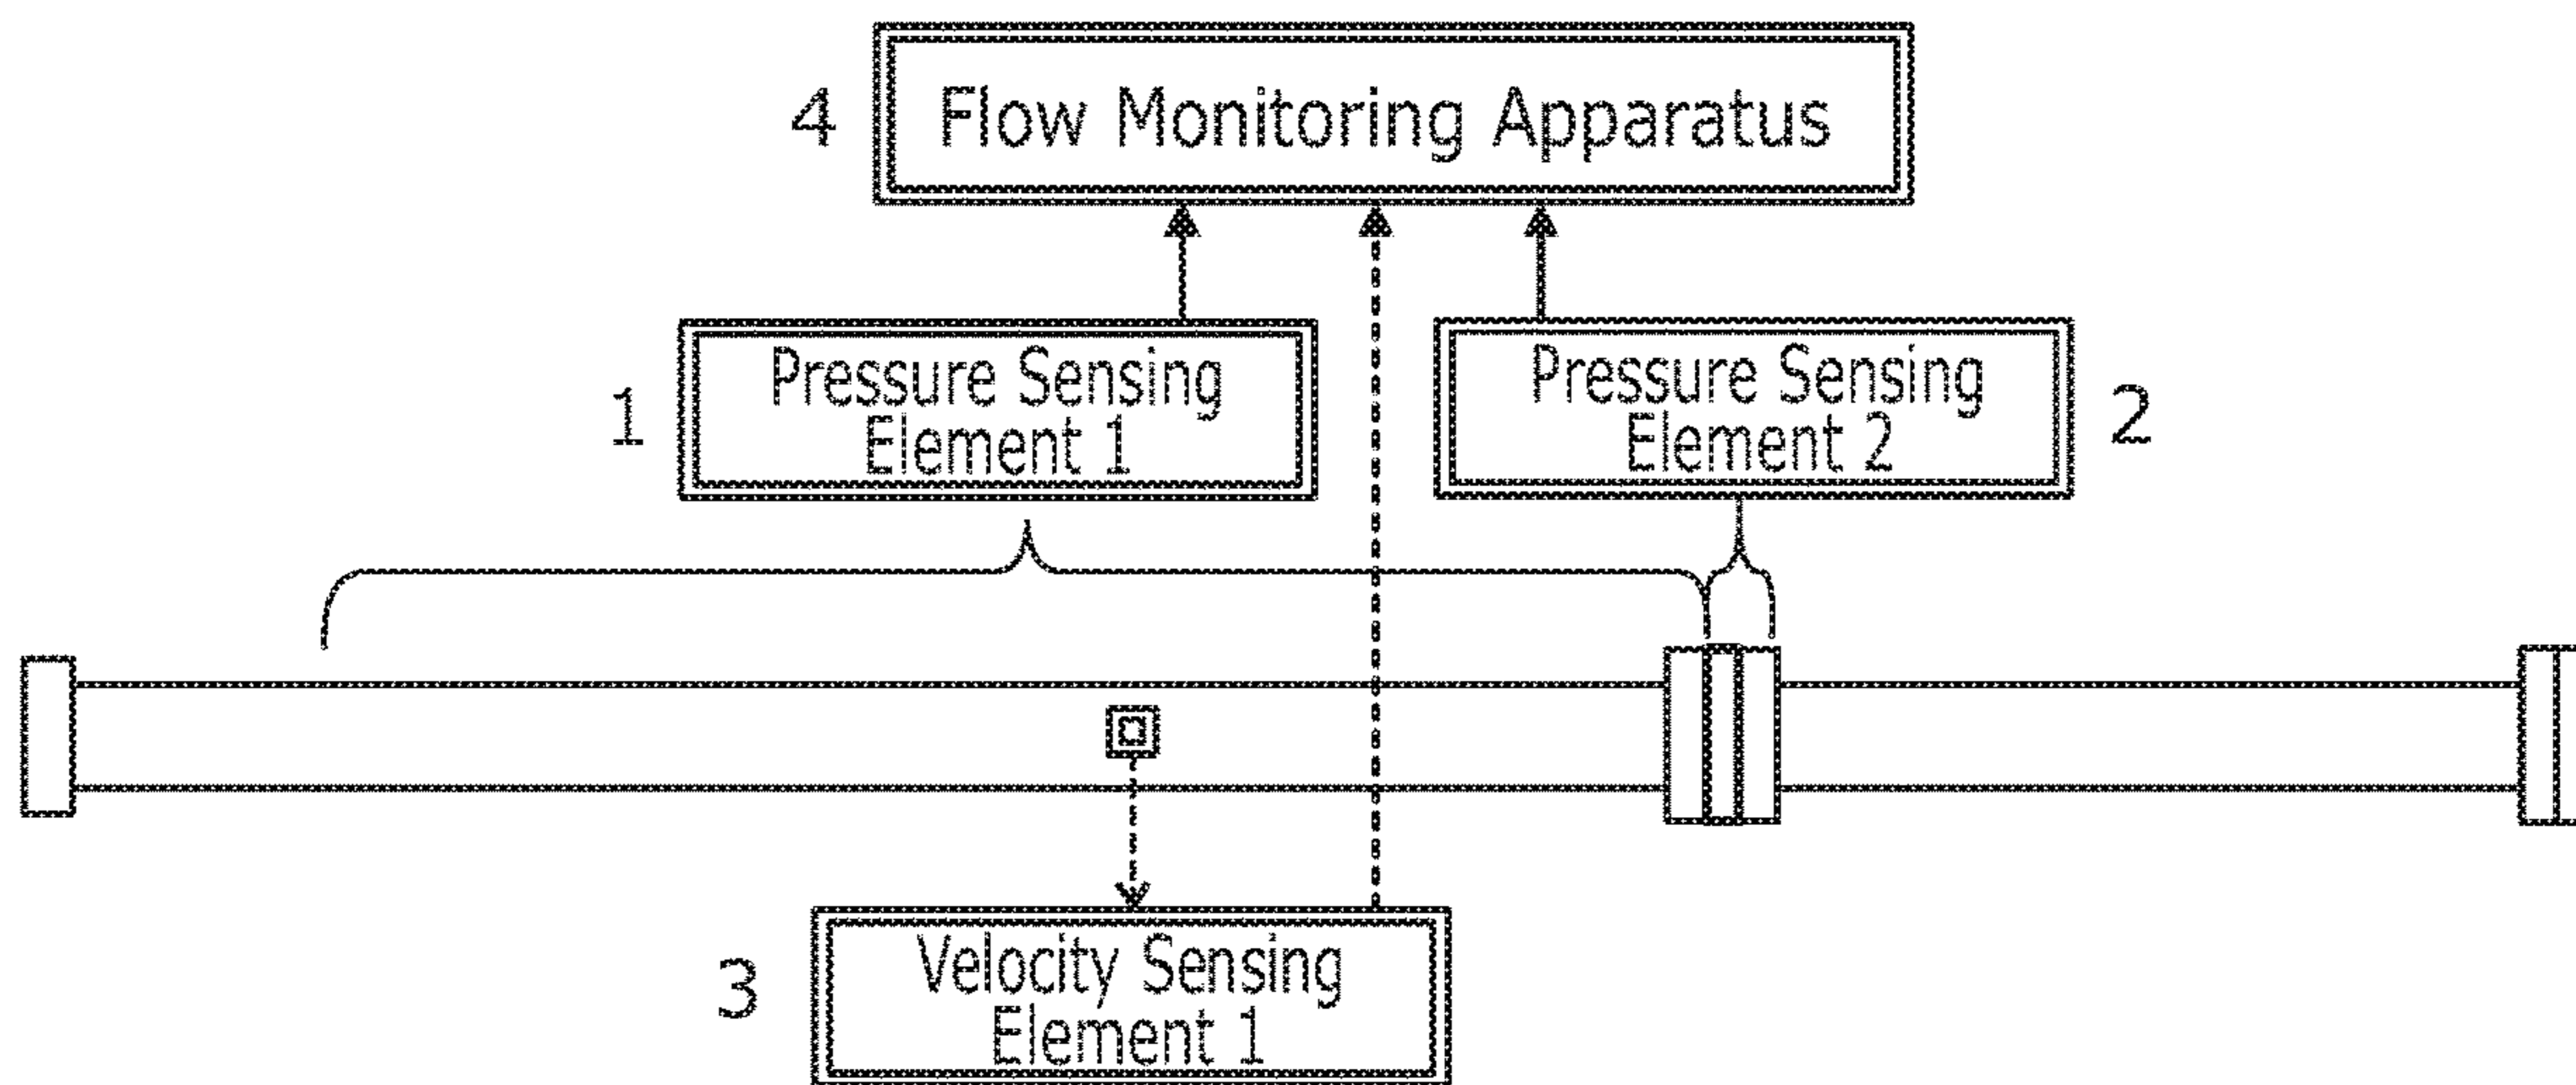 4
Flow Monitoring Apparatus
1
Pressure Sensing
Element 1
Pressure Sensing
Element 2
2
3
Velocity Sensing
Element 1